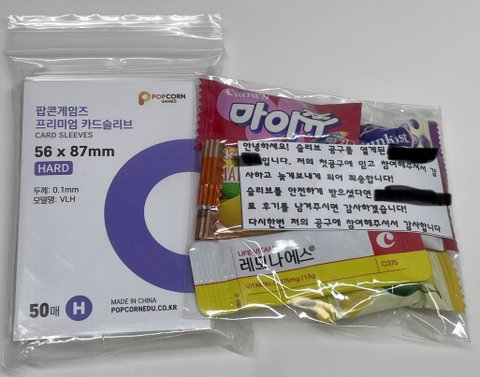 POPCORN
GAMES
팝콘게임즈
프리미엄 카드슬리브
CARD SLEEVES
56 x 87mm
HARD
두께: 0.1mm
모델명: VLH
50매
H
MADE IN CHINA
POPCORNEDU.CO.KR
CROWN
마이쮸
안녕하세요! 슬리브 공구를 열게된
입니다. 저의 첫공구에 믿고 참여해주셔서 감
사하고 늦게보내게 되어 죄송합니다!
슬리브를 안전하게 받으셨다면
로 후기를 남겨주시면 감사하겠습니다!
다시한번 저의 공구에 참여해주셔서 감사합니다
LIFE VITAMIN
레모나에스
C
C375